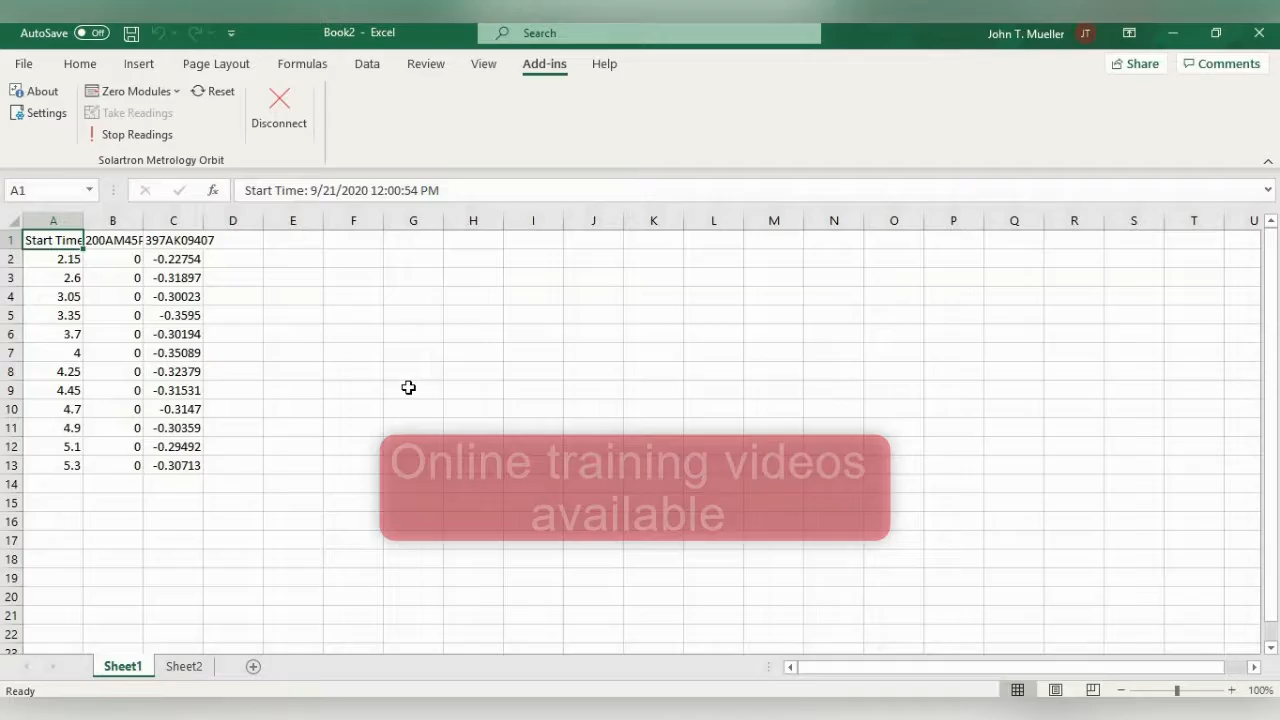 AutoSave Off Book2 - Excel Search John T. Mueller JT
File Home Insert Page Layout Formulas Data Review View Add-ins Help Share Comments
About Zero Modules Reset
Settings Take Readings Disconnect
Stop Readings
Solartron Metrology Orbit
A1 fx Start Time: 9/21/2020 12:00:54 PM
A B C D E F G H I J K L M N O P Q R S T U
1 Start Time 200AM45F 397AK09407
2 2.15 0 -0.22754
3 2.6 0 -0.31897
4 3.05 0 -0.30023
5 3.35 0 -0.3595
6 3.7 0 -0.30194
7 4 0 -0.35089
8 4.25 0 -0.32379
9 4.45 0 -0.31531
10 4.7 0 -0.3147
11 4.9 0 -0.30359
12 5.1 0 -0.29492
13 5.3 0 -0.30713
14
15
16
17
18
19
20
21
22
Online training videos
available
Sheet1 Sheet2
Ready 100%